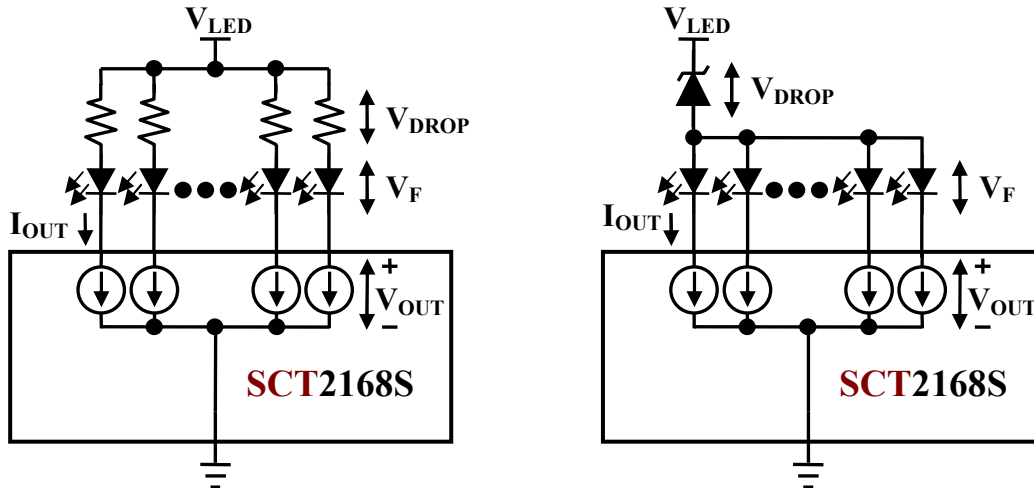 VLED
VDROP
VF
IOUT
+
VOUT
−
SCT2168S
VLED
VDROP
VF
IOUT
+
VOUT
−
SCT2168S